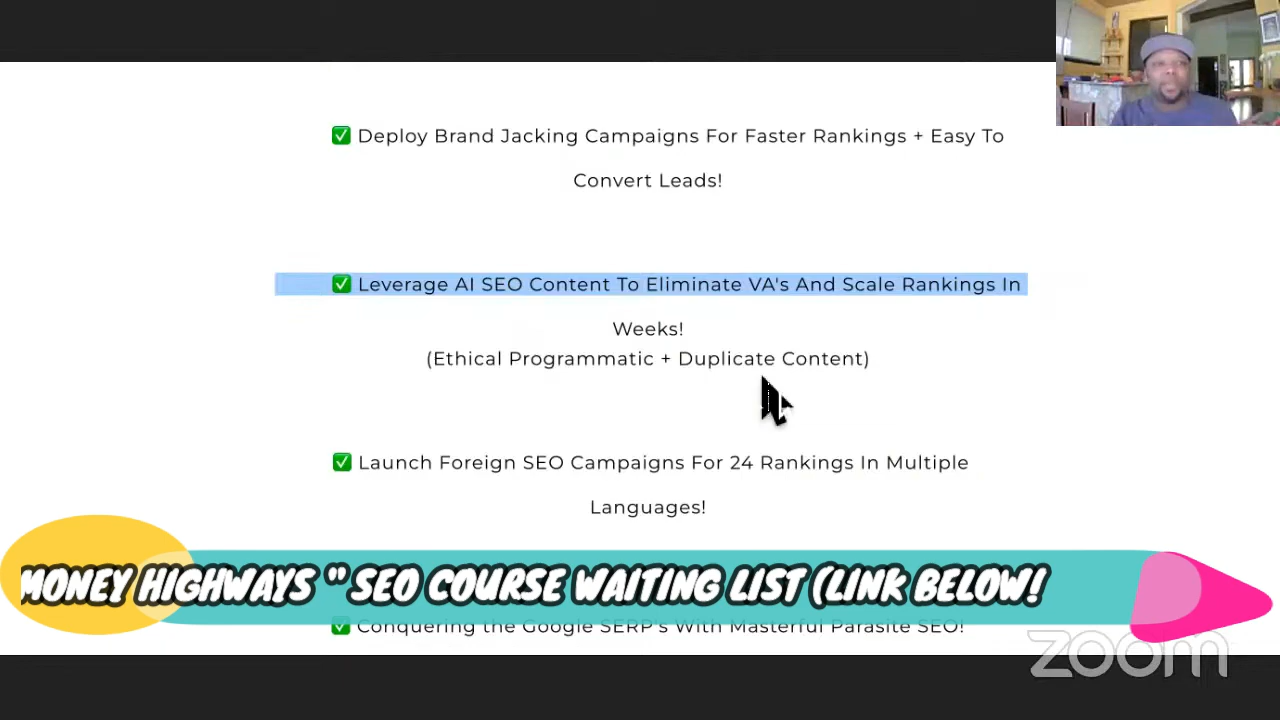 ✅ Deploy Brand Jacking Campaigns For Faster Rankings + Easy To
Convert Leads!
✅ Leverage AI SEO Content To Eliminate VA's And Scale Rankings In
Weeks!
(Ethical Programmatic + Duplicate Content)
✅ Launch Foreign SEO Campaigns For 24 Rankings In Multiple
Languages!
MONEY HIGHWAYS " SEO COURSE WAITING LIST (LINK BELOW!
✅ Conquering the Google SERP's With Masterful Parasite SEO!
zoom